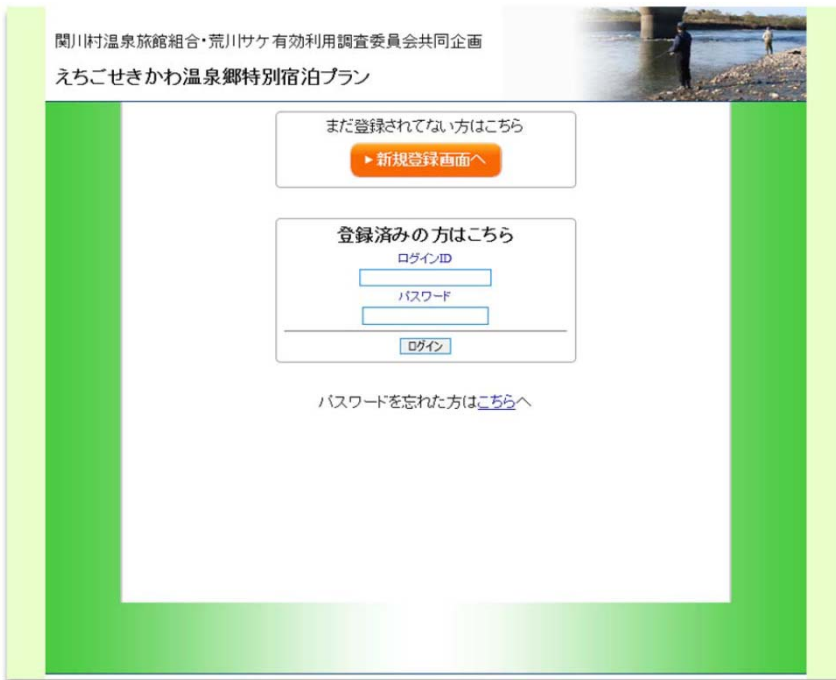 関川村温泉旅館組合・荒川サケ有効利用調査委員会共同企画
えちごせきかわ温泉郷特別宿泊プラン
まだ登録されてない方はこちら
▶新規登録画面へ
登録済みの方はこちら
ログインID
パスワード
ログイン
パスワードを忘れた方はこちらへ